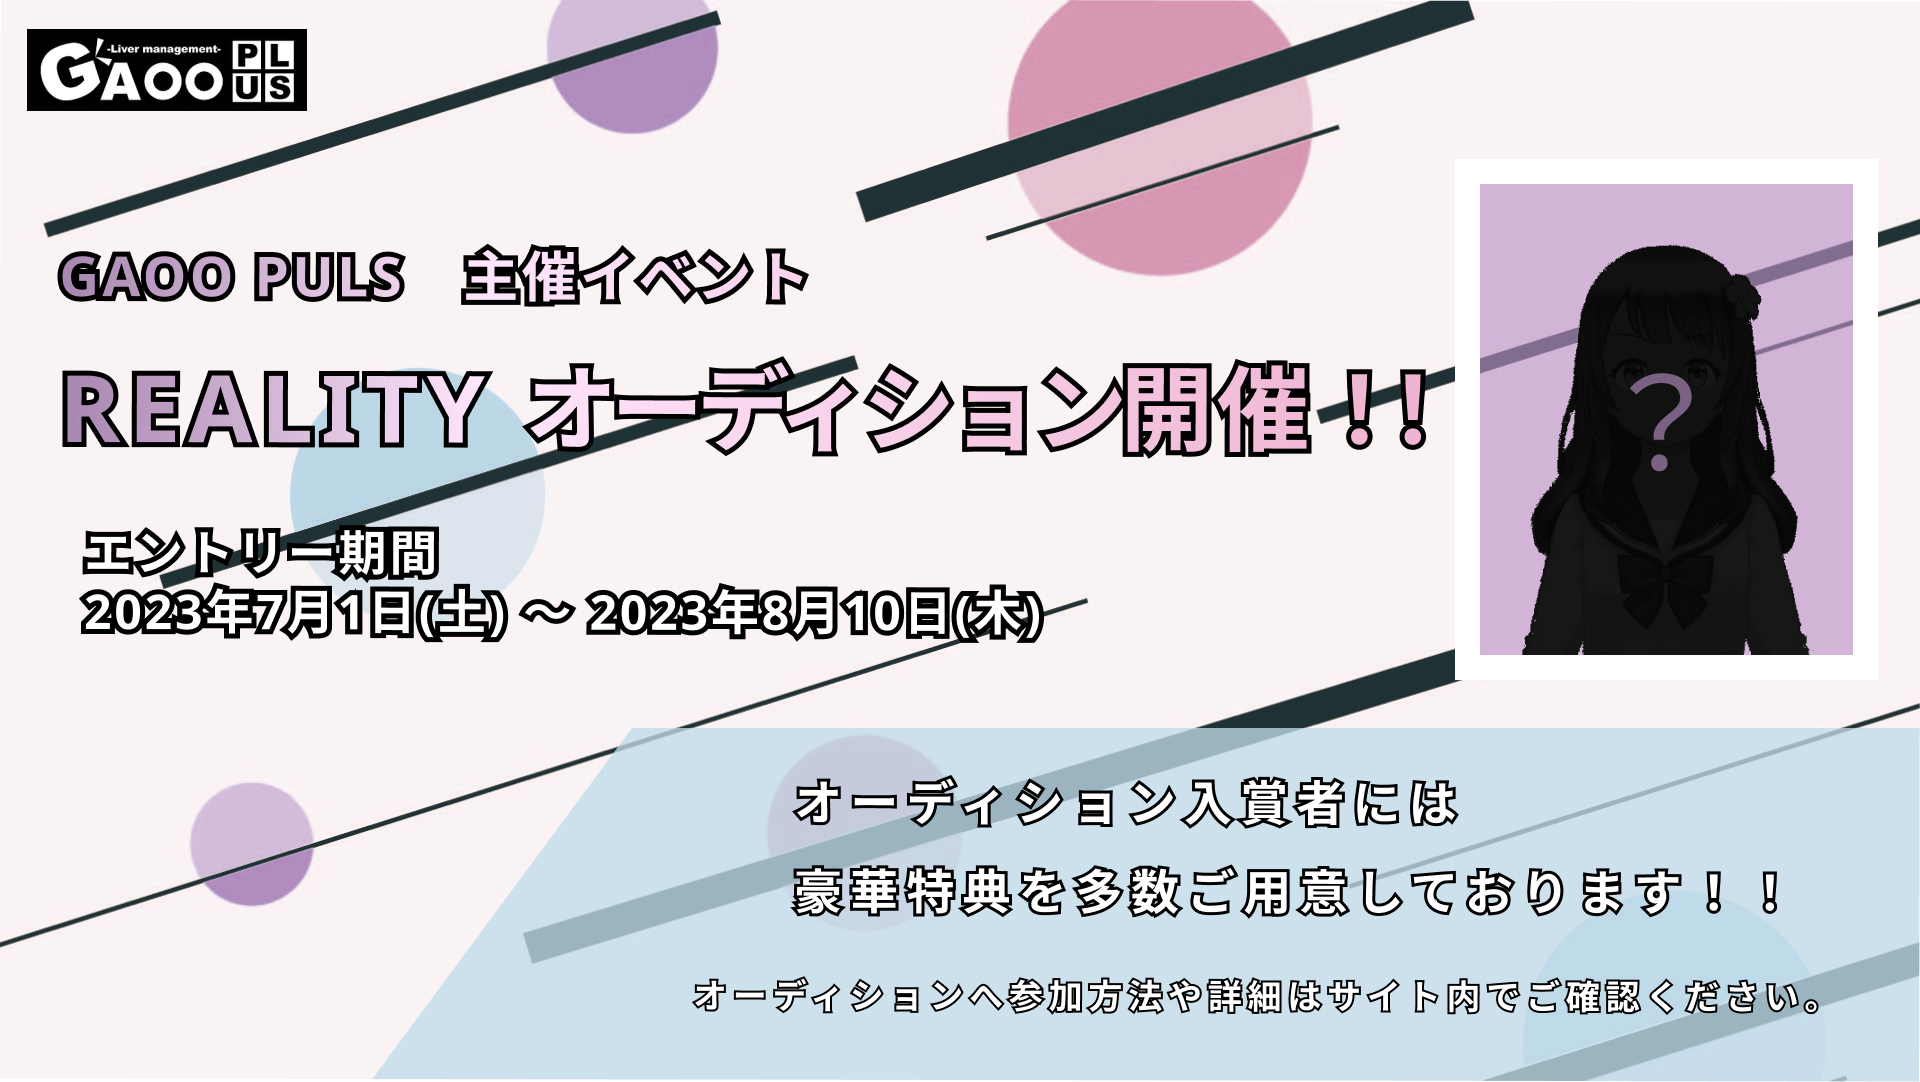 GAOO -Liver management- PLUS
GAOO PULS　主催イベント
REALITY オーディション開催！！
?
エントリー期間
2023年7月1日(土) ～ 2023年8月10日(木)
オーディション入賞者には
豪華特典を多数ご用意しております！！
オーディションへ参加方法や詳細はサイト内でご確認ください。